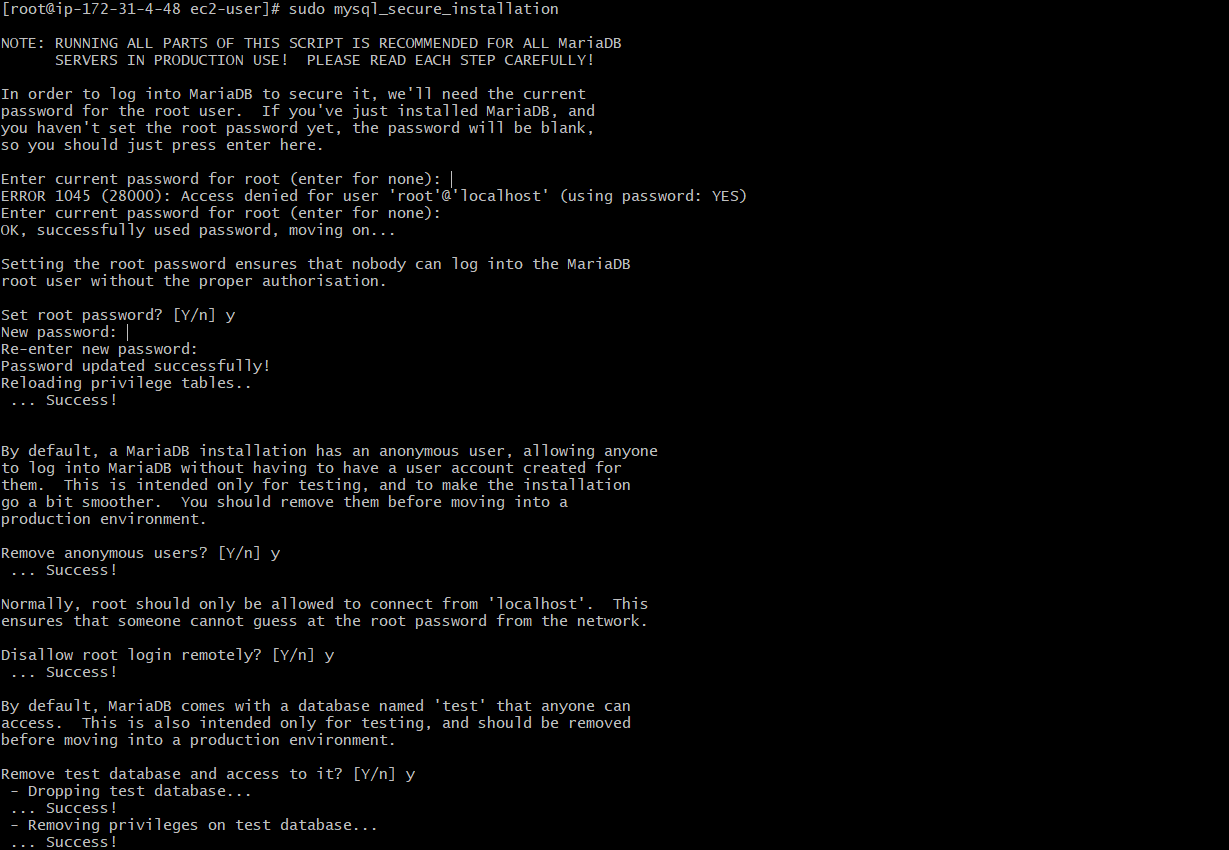 [root@ip-172-31-4-48 ec2-user]# sudo mysql_secure_installation
NOTE: RUNNING ALL PARTS OF THIS SCRIPT IS RECOMMENDED FOR ALL MariaDB
SERVERS IN PRODUCTION USE!  PLEASE READ EACH STEP CAREFULLY!
In order to log into MariaDB to secure it, we'll need the current
password for the root user.  If you've just installed MariaDB, and
you haven't set the root password yet, the password will be blank,
so you should just press enter here.
Enter current password for root (enter for none):
ERROR 1045 (28000): Access denied for user 'root'@'localhost' (using password: YES)
Enter current password for root (enter for none):
OK, successfully used password, moving on...
Setting the root password ensures that nobody can log into the MariaDB
root user without the proper authorisation.
Set root password? [Y/n] y
New password:
Re-enter new password:
Password updated successfully!
Reloading privilege tables..
... Success!
By default, a MariaDB installation has an anonymous user, allowing anyone
to log into MariaDB without having to have a user account created for
them.  This is intended only for testing, and to make the installation
go a bit smoother.  You should remove them before moving into a
production environment.
Remove anonymous users? [Y/n] y
... Success!
Normally, root should only be allowed to connect from 'localhost'.  This
ensures that someone cannot guess at the root password from the network.
Disallow root login remotely? [Y/n] y
... Success!
By default, MariaDB comes with a database named 'test' that anyone can
access.  This is also intended only for testing, and should be removed
before moving into a production environment.
Remove test database and access to it? [Y/n] y
- Dropping test database...
... Success!
- Removing privileges on test database...
... Success!